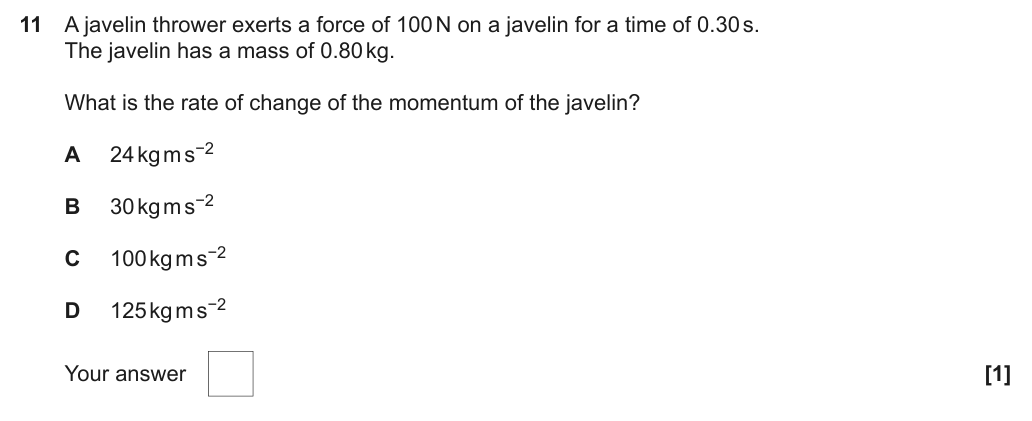 11 A javelin thrower exerts a force of 100 N on a javelin for a time of 0.30 s.
The javelin has a mass of 0.80 kg.
What is the rate of change of the momentum of the javelin?
A 24 kg m s⁻²
B 30 kg m s⁻²
C 100 kg m s⁻²
D 125 kg m s⁻²
Your answer [1]